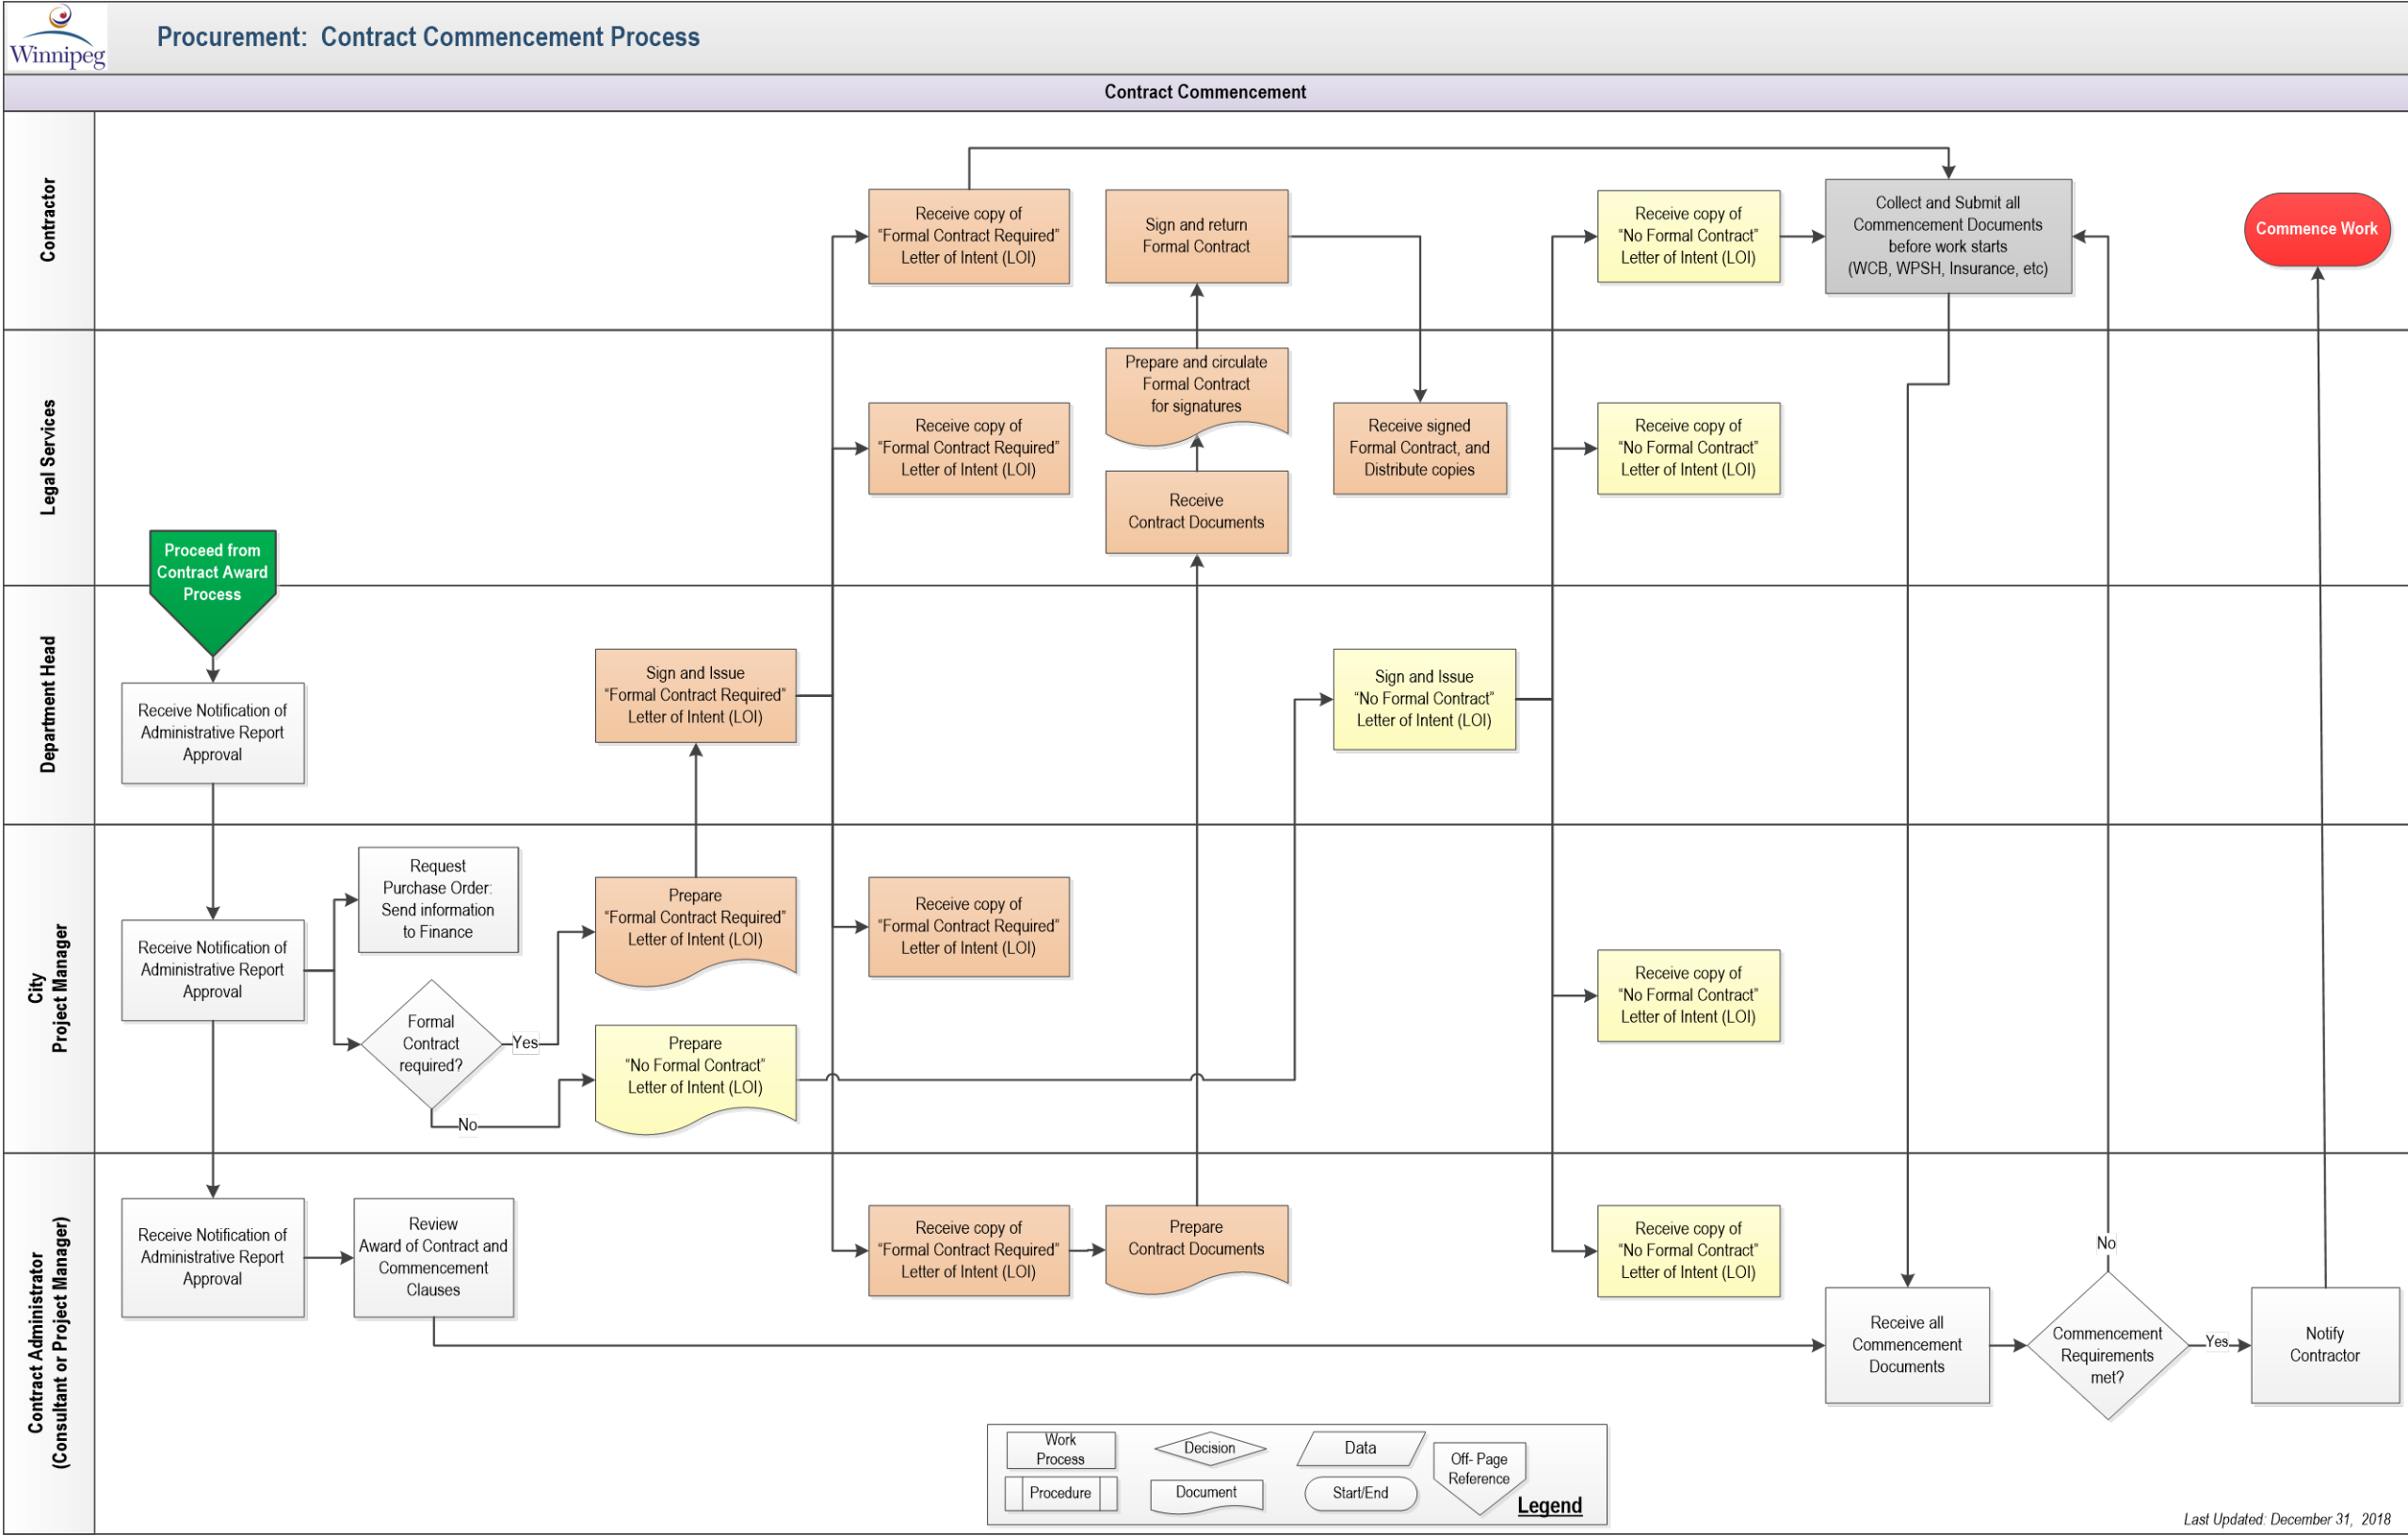 Winnipeg
Procurement:  Contract Commencement Process
Contract Commencement
Contractor
Receive copy of
“Formal Contract Required”
Letter of Intent (LOI)
Sign and return
Formal Contract
Receive copy of
“No Formal Contract”
Letter of Intent (LOI)
Collect and Submit all
Commencement Documents
before work starts
(WCB, WPSH, Insurance, etc)
Commence Work
Legal Services
Receive copy of
“Formal Contract Required”
Letter of Intent (LOI)
Prepare and circulate
Formal Contract
for signatures
Receive
Contract Documents
Receive signed
Formal Contract, and
Distribute copies
Receive copy of
“No Formal Contract”
Letter of Intent (LOI)
Proceed from
Contract Award
Process
Department Head
Receive Notification of
Administrative Report
Approval
Sign and Issue
“Formal Contract Required”
Letter of Intent (LOI)
Sign and Issue
“No Formal Contract”
Letter of Intent (LOI)
City
Project Manager
Receive Notification of
Administrative Report
Approval
Request
Purchase Order:
Send information
to Finance
Formal
Contract
required?
Yes
No
Prepare
“Formal Contract Required”
Letter of Intent (LOI)
Prepare
“No Formal Contract”
Letter of Intent (LOI)
Receive copy of
“Formal Contract Required”
Letter of Intent (LOI)
Receive copy of
“No Formal Contract”
Letter of Intent (LOI)
Contract Administrator
(Consultant or Project Manager)
Receive Notification of
Administrative Report
Approval
Review
Award of Contract and
Commencement
Clauses
Receive copy of
“Formal Contract Required”
Letter of Intent (LOI)
Prepare
Contract Documents
Receive copy of
“No Formal Contract”
Letter of Intent (LOI)
Receive all
Commencement
Documents
No
Commencement
Requirements
met?
Yes
Notify
Contractor
Work
Process
Decision
Data
Off- Page
Reference
Procedure
Document
Start/End
Legend
Last Updated: December 31,  2018